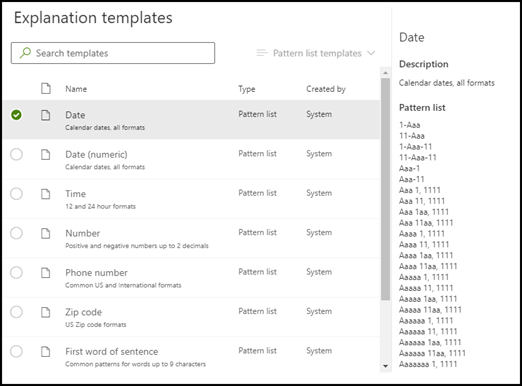 Explanation templates
Search templates
Pattern list templates
Name Type Created by
Date Pattern list System
Calendar dates, all formats
Date (numeric) Pattern list System
Calendar dates, all formats
Time Pattern list System
12 and 24 hour formats
Number Pattern list System
Positive and negative numbers up to 2 decimals
Phone number Pattern list System
Common US and International formats
Zip code Pattern list System
US Zip code formats
First word of sentence Pattern list System
Common patterns for words up to 9 characters
Date
Description
Calendar dates, all formats
Pattern list
1-Aaa
11-Aaa
1-Aaa-11
11-Aaa-11
Aaa-1
Aaa-11
Aaa 1, 1111
Aaa 11, 1111
Aaa 1aa, 1111
Aaa 11aa, 1111
Aaaa 1, 1111
Aaaa 11, 1111
Aaaa 1aa, 1111
Aaaa 11aa, 1111
Aaaaa 1, 1111
Aaaaa 11, 1111
Aaaaa 1aa, 1111
Aaaaa 11aa, 1111
Aaaaaa 1, 1111
Aaaaaa 11, 1111
Aaaaaa 1aa, 1111
Aaaaaa 11aa, 1111
Aaaaaaa 1, 1111